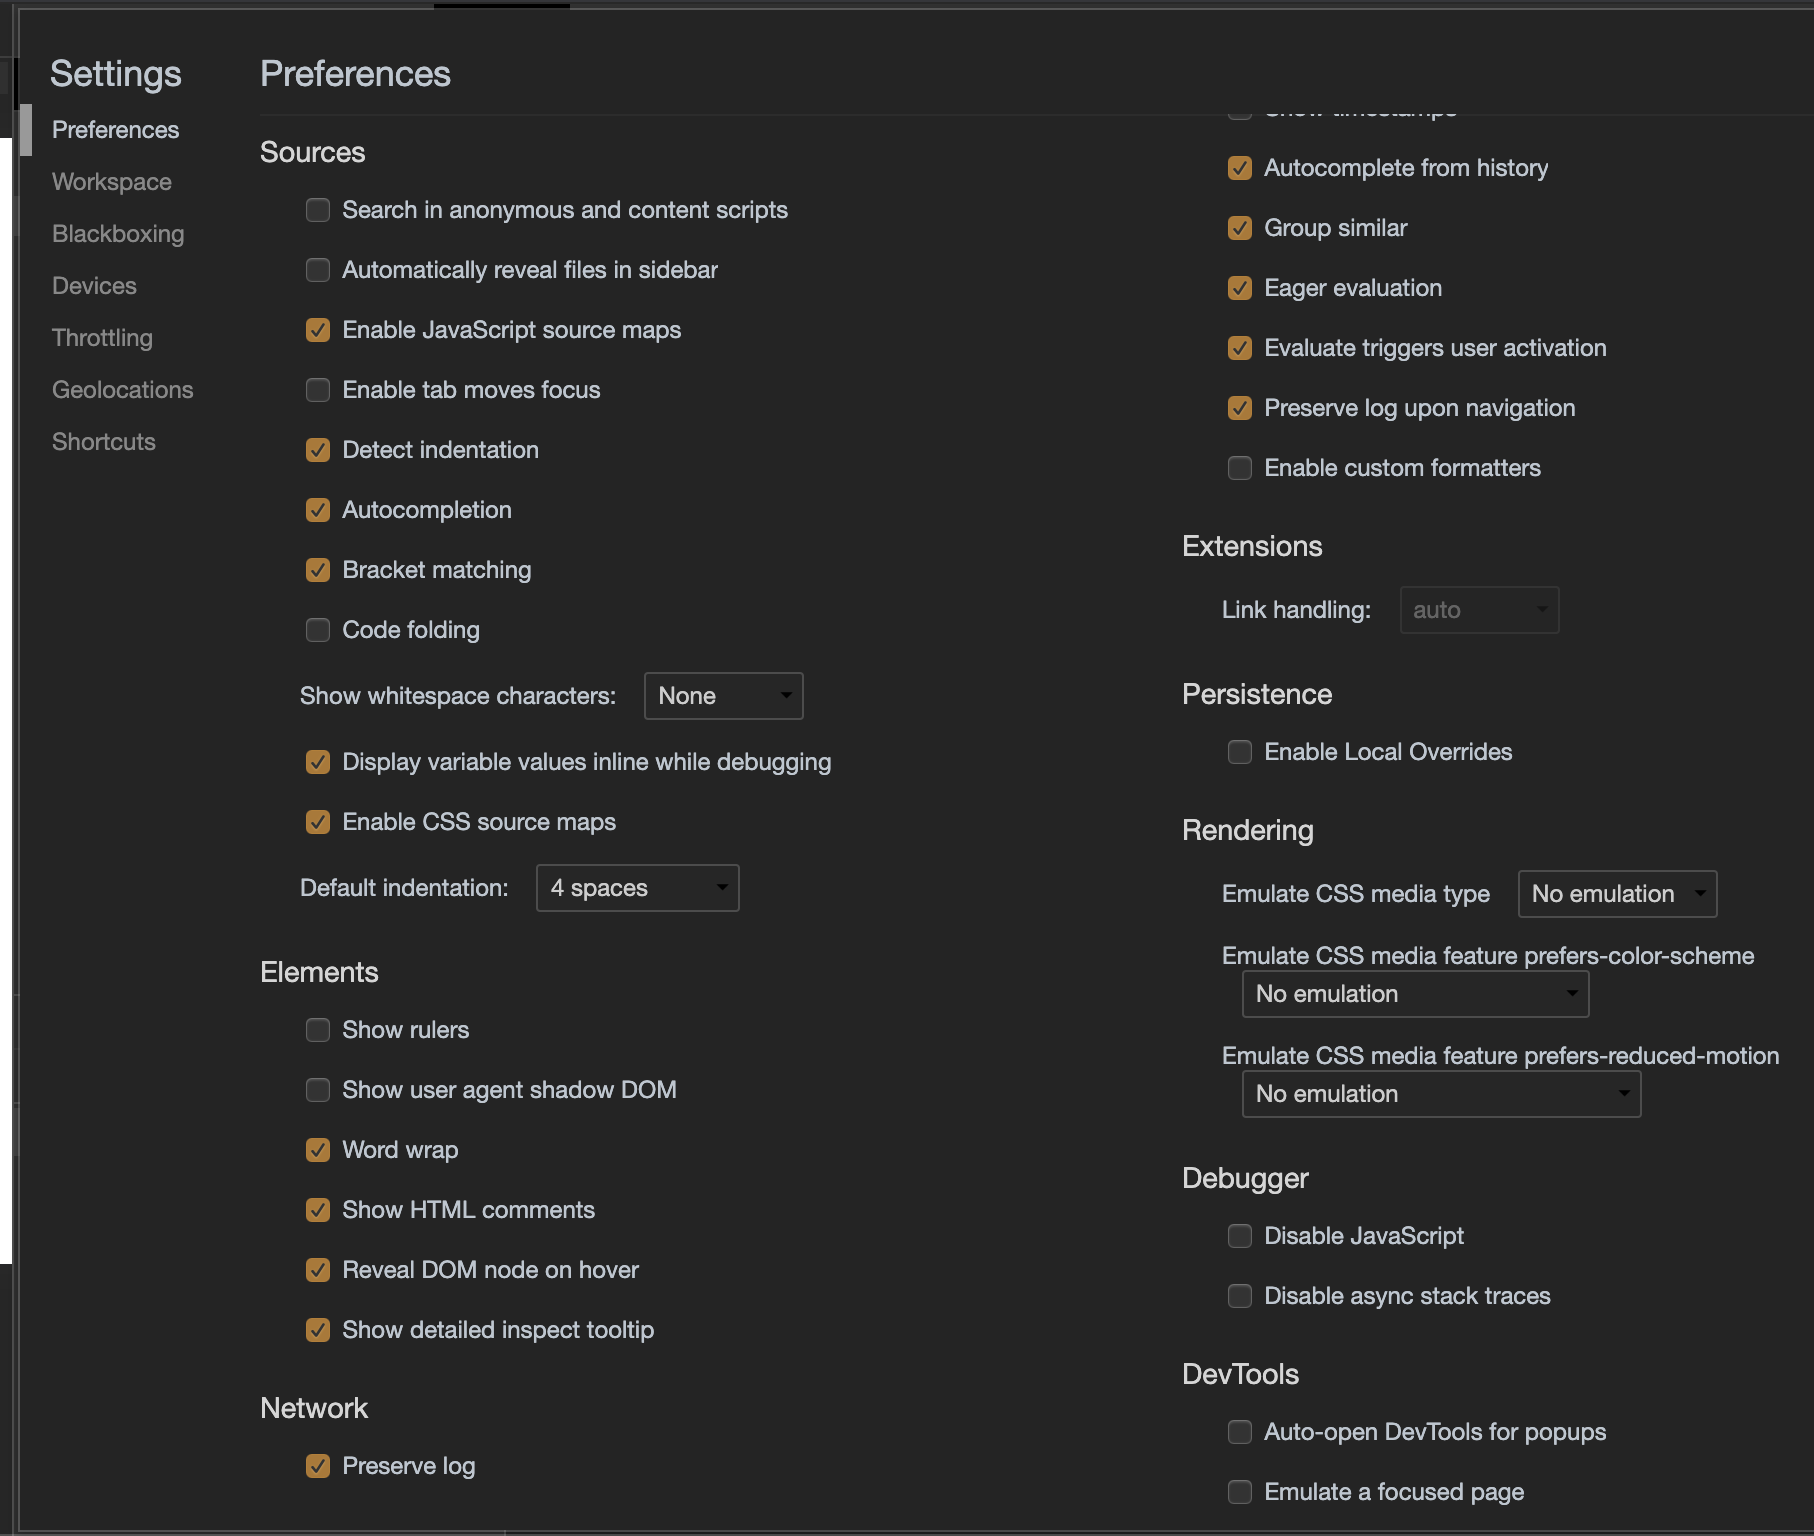 Settings
Preferences
Workspace
Blackboxing
Devices
Throttling
Geolocations
Shortcuts
Preferences
Sources
Search in anonymous and content scripts
Automatically reveal files in sidebar
Enable JavaScript source maps
Enable tab moves focus
Detect indentation
Autocompletion
Bracket matching
Code folding
Show whitespace characters: None
Display variable values inline while debugging
Enable CSS source maps
Default indentation: 4 spaces
Elements
Show rulers
Show user agent shadow DOM
Word wrap
Show HTML comments
Reveal DOM node on hover
Show detailed inspect tooltip
Network
Preserve log
Show timestamps
Autocomplete from history
Group similar
Eager evaluation
Evaluate triggers user activation
Preserve log upon navigation
Enable custom formatters
Extensions
Link handling: auto
Persistence
Enable Local Overrides
Rendering
Emulate CSS media type No emulation
Emulate CSS media feature prefers-color-scheme
No emulation
Emulate CSS media feature prefers-reduced-motion
No emulation
Debugger
Disable JavaScript
Disable async stack traces
DevTools
Auto-open DevTools for popups
Emulate a focused page